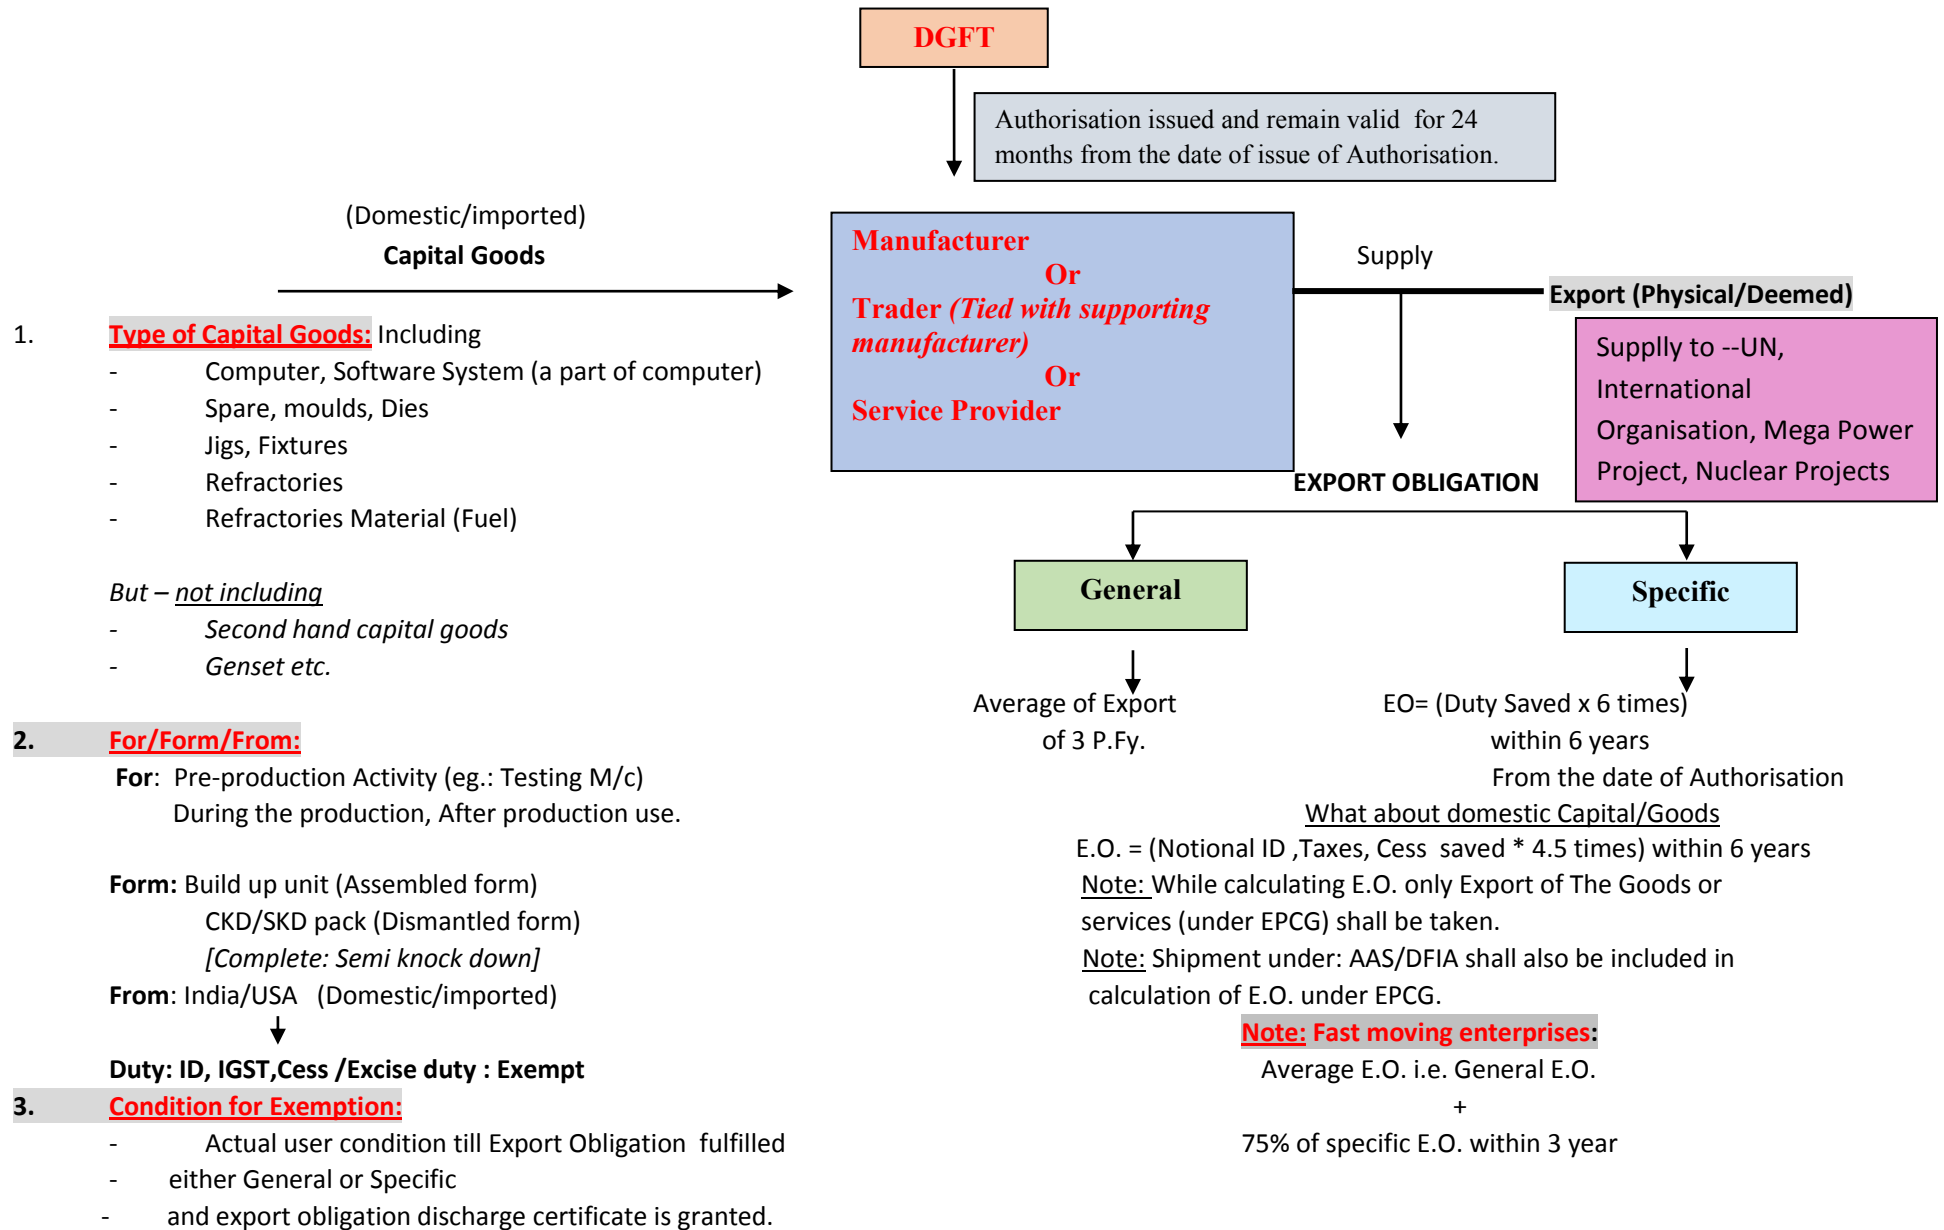 DGFT
Authorisation issued and remain valid  for 24
months from the date of issue of Authorisation.
(Domestic/imported)
Capital Goods
Manufacturer
Or
Trader (Tied with supporting
manufacturer)
Or
Service Provider
Supply
Export (Physical/Deemed)
Supplly to --UN,
International
Organisation, Mega Power
Project, Nuclear Projects
EXPORT OBLIGATION
1. Type of Capital Goods: Including
- Computer, Software System (a part of computer)
- Spare, moulds, Dies
- Jigs, Fixtures
- Refractories
- Refractories Material (Fuel)
But – not including
- Second hand capital goods
- Genset etc.
2. For/Form/From:
For:  Pre-production Activity (eg.: Testing M/c)
During the production, After production use.
Form: Build up unit (Assembled form)
CKD/SKD pack (Dismantled form)
[Complete: Semi knock down]
From: India/USA   (Domestic/imported)
Duty: ID, IGST,Cess /Excise duty : Exempt
3. Condition for Exemption:
- Actual user condition till Export Obligation  fulfilled
- either General or Specific
- and export obligation discharge certificate is granted.
General
Specific
Average of Export
of 3 P.Fy.
EO= (Duty Saved x 6 times)
within 6 years
From the date of Authorisation
What about domestic Capital/Goods
E.O. = (Notional ID ,Taxes, Cess  saved * 4.5 times) within 6 years
Note: While calculating E.O. only Export of The Goods or
services (under EPCG) shall be taken.
Note: Shipment under: AAS/DFIA shall also be included in
calculation of E.O. under EPCG.
Note: Fast moving enterprises:
Average E.O. i.e. General E.O.
+
75% of specific E.O. within 3 year